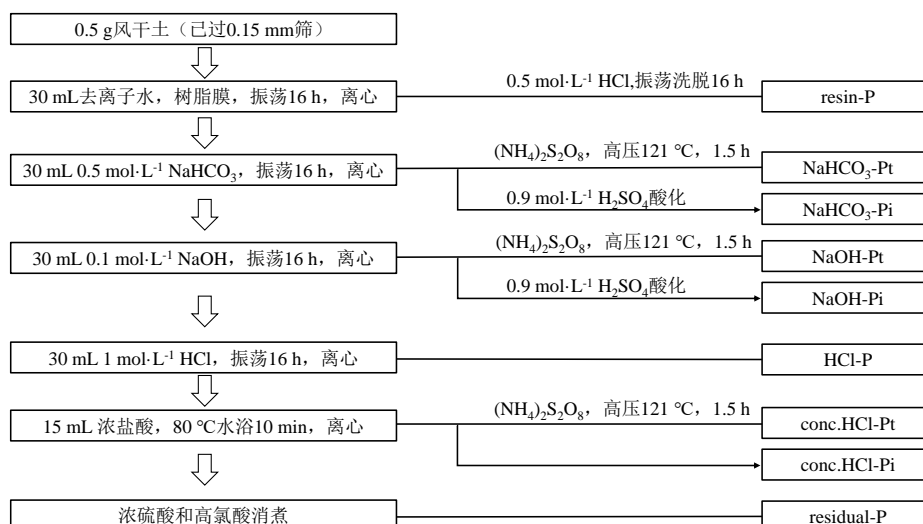 0.5 g风干土（已过0.15 mm筛）
30 mL去离子水，树脂膜，振荡16 h，离心
0.5 mol·L⁻¹ HCl,振荡洗脱16 h
resin-P
30 mL 0.5 mol·L⁻¹ NaHCO₃，振荡16 h，离心
(NH₄)₂S₂O₈，高压121 ℃，1.5 h
NaHCO₃-Pt
0.9 mol·L⁻¹ H₂SO₄酸化
NaHCO₃-Pi
30 mL 0.1 mol·L⁻¹ NaOH，振荡16 h，离心
(NH₄)₂S₂O₈，高压121 ℃，1.5 h
NaOH-Pt
0.9 mol·L⁻¹ H₂SO₄酸化
NaOH-Pi
30 mL 1 mol·L⁻¹ HCl，振荡16 h，离心
HCl-P
15 mL 浓盐酸，80 ℃水浴10 min，离心
(NH₄)₂S₂O₈，高压121 ℃，1.5 h
conc.HCl-Pt
conc.HCl-Pi
浓硫酸和高氯酸消煮
residual-P